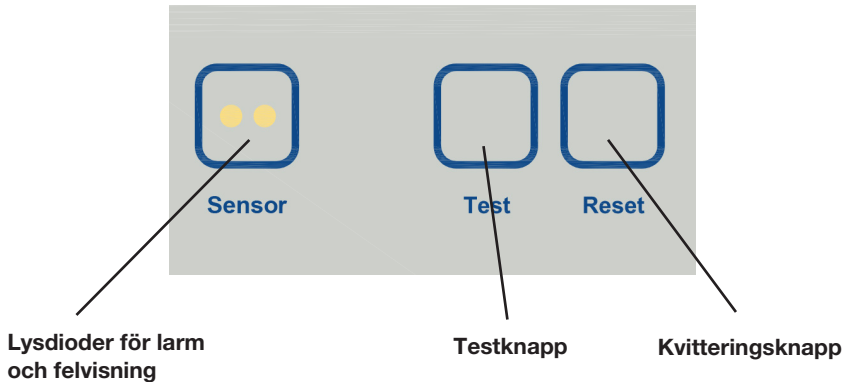 Sensor
Test
Reset
Lysdioder för larm
och felvisning
Testknapp
Kvitteringsknapp